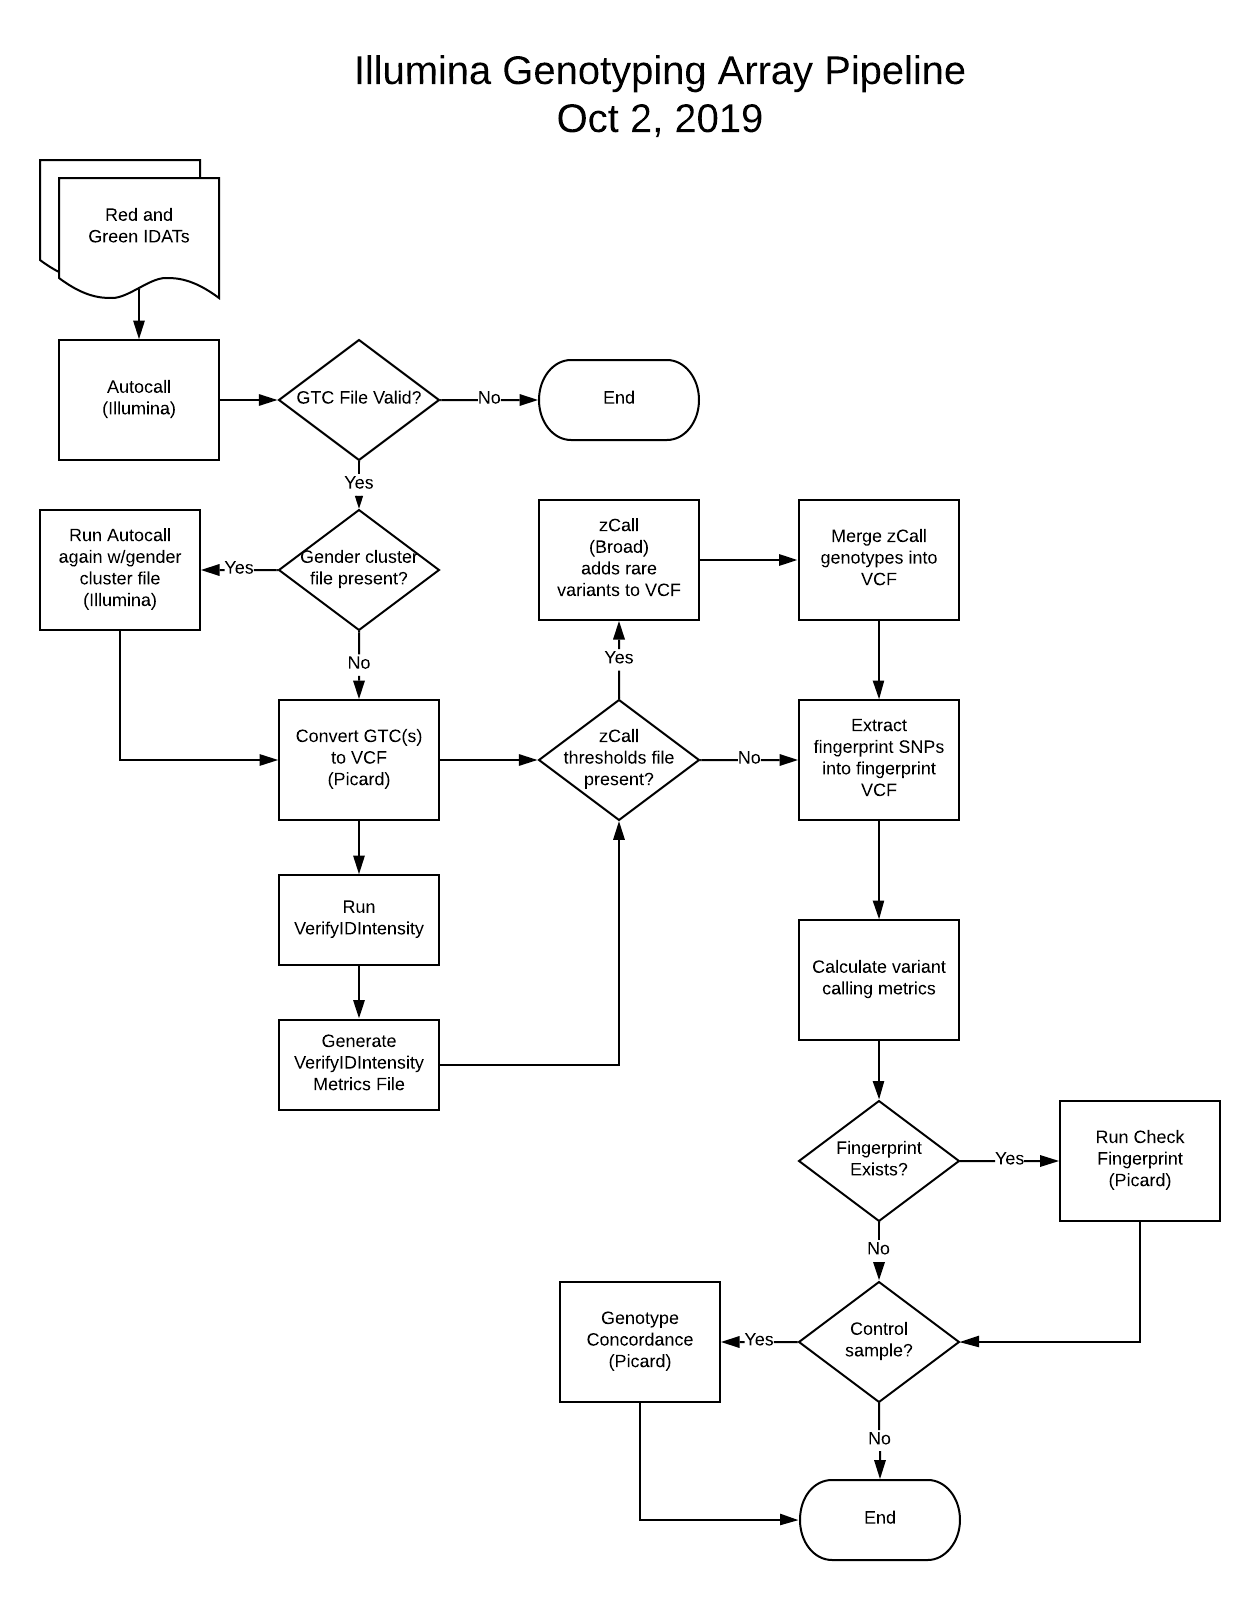 Illumina Genotyping Array Pipeline
Oct 2, 2019
Red and
Green IDATs
Autocall
(Illumina)
GTC File Valid?
No
End
Yes
Run Autocall
again w/gender
cluster file
(Illumina)
Yes
Gender cluster
file present?
No
zCall
(Broad)
adds rare
variants to VCF
Merge zCall
genotypes into
VCF
Yes
Convert GTC(s)
to VCF
(Picard)
zCall
thresholds file
present?
No
Extract
fingerprint SNPs
into fingerprint
VCF
Run
VerifyIDIntensity
Generate
VerifyIDIntensity
Metrics File
Calculate variant
calling metrics
Fingerprint
Exists?
Yes
Run Check
Fingerprint
(Picard)
No
Genotype
Concordance
(Picard)
Yes
Control
sample?
No
End